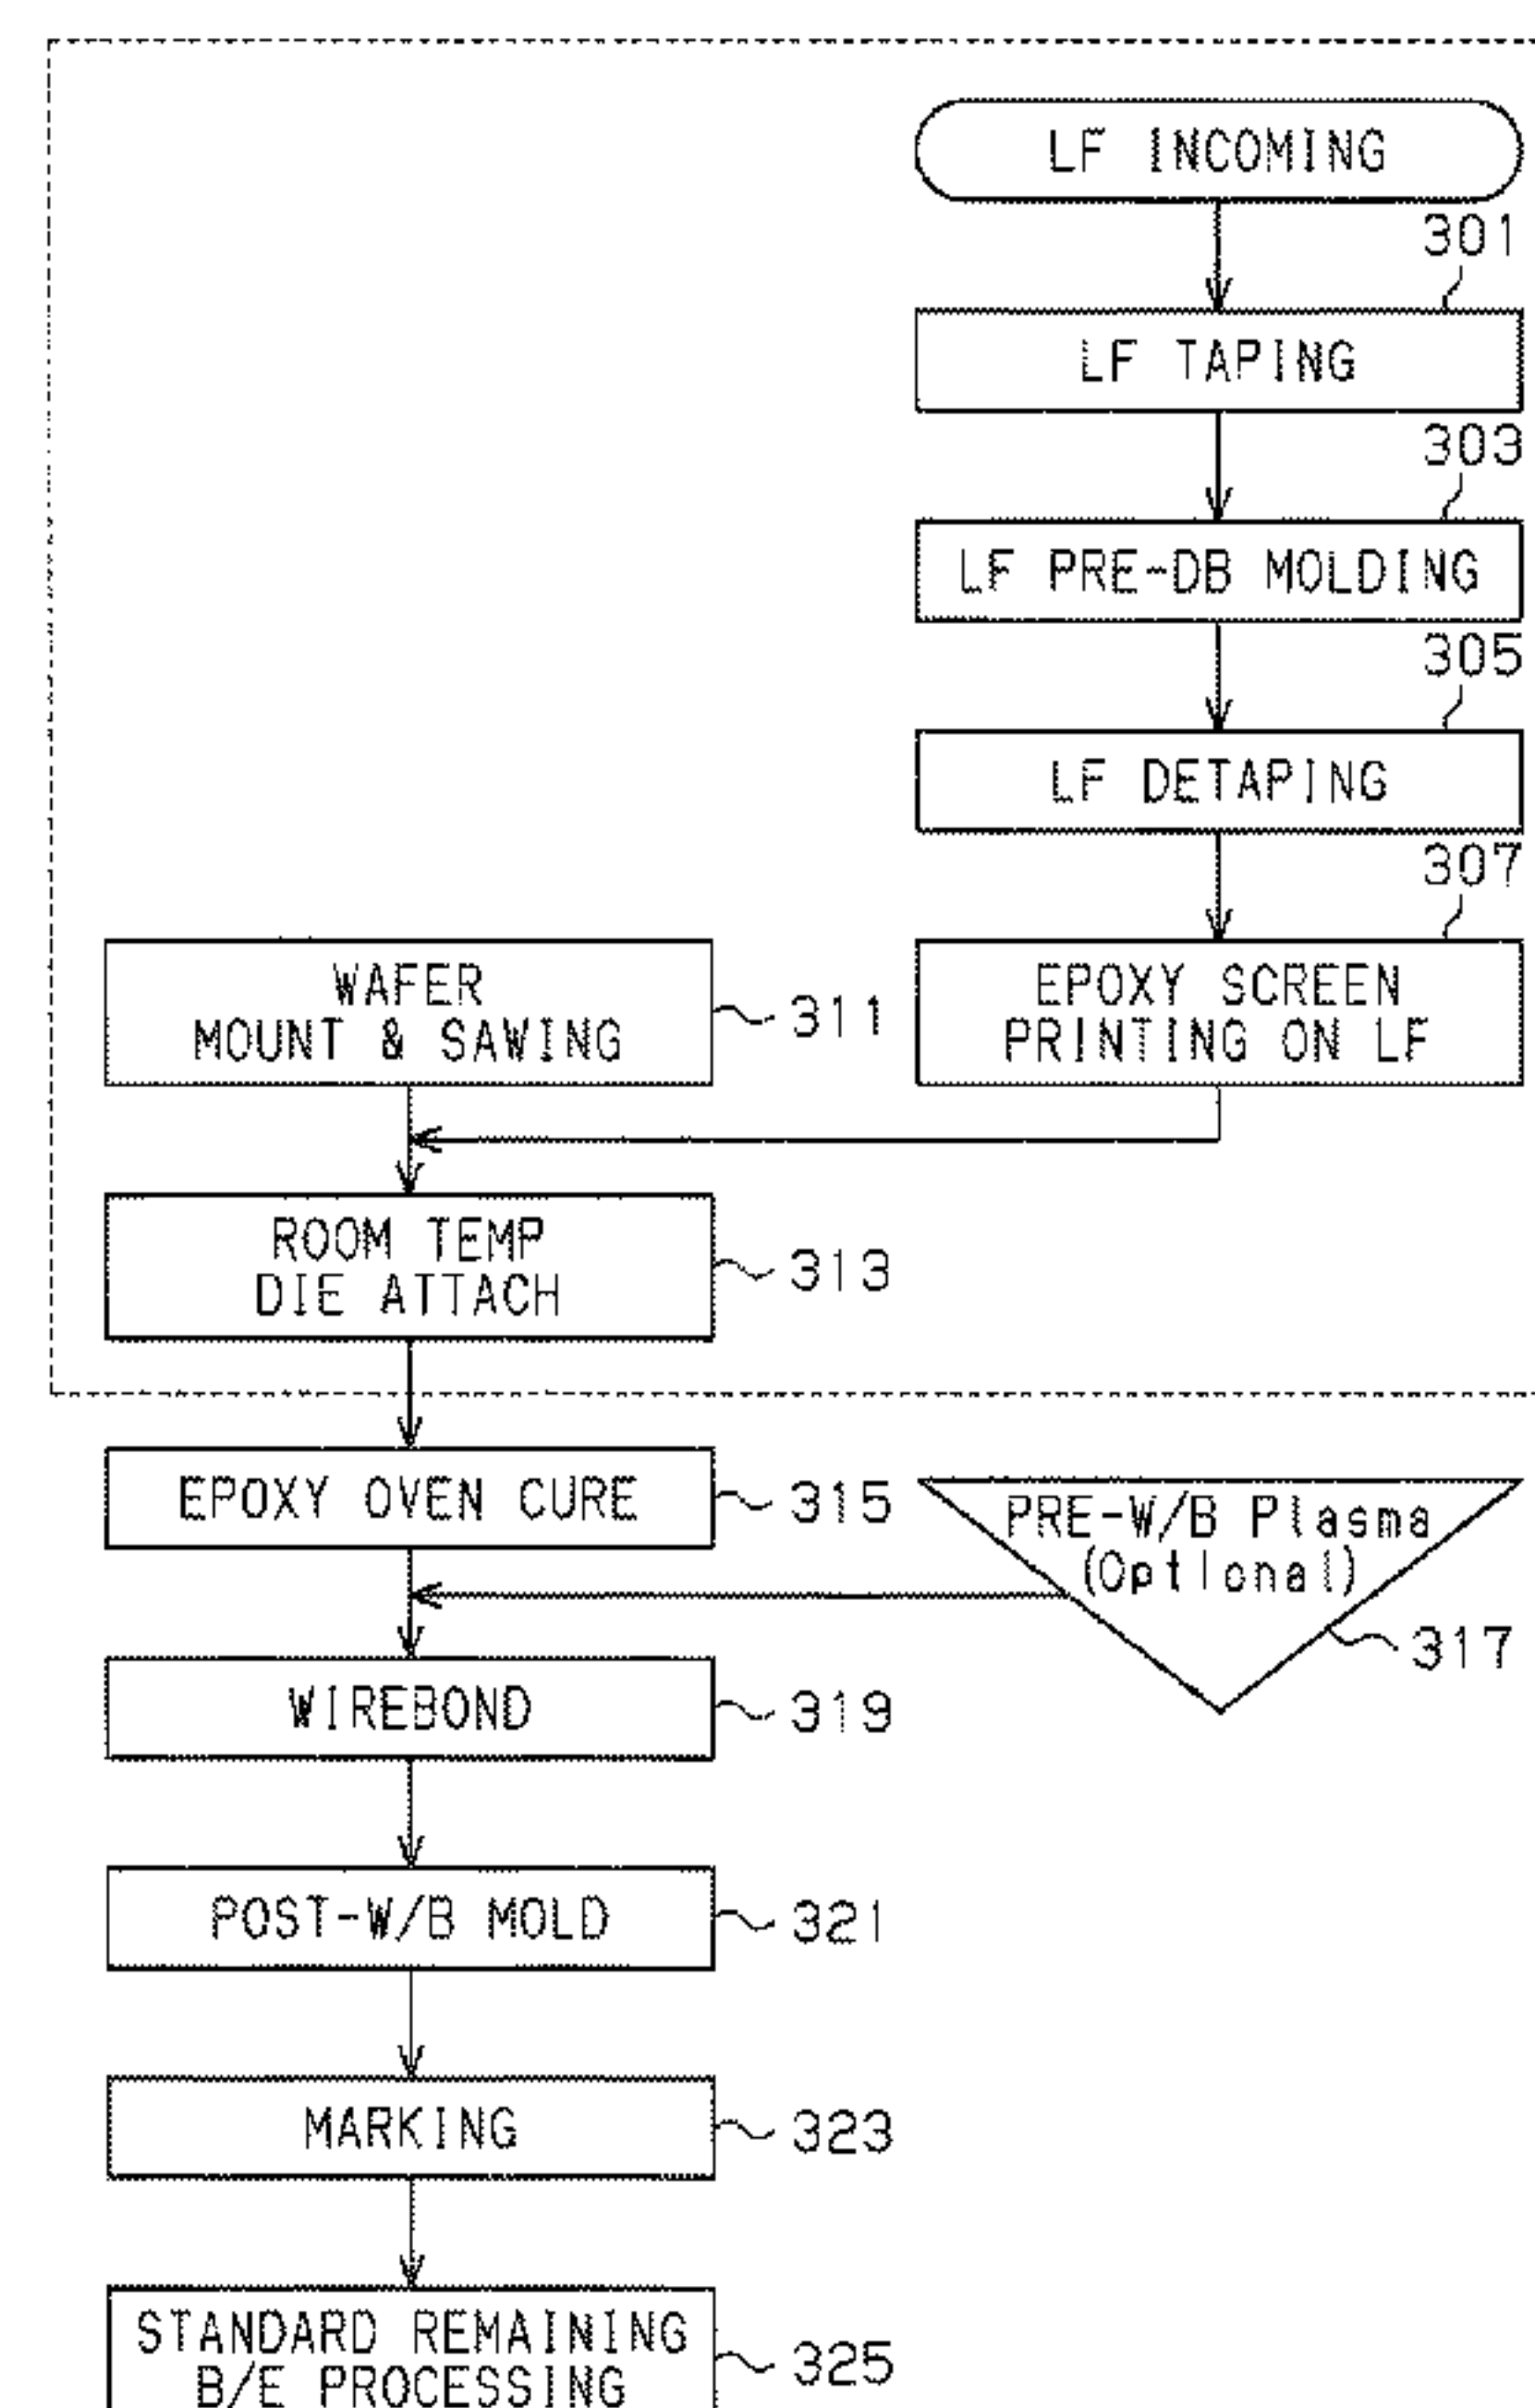 LF INCOMING
301
LF TAPING
303
LF PRE-DB MOLDING
305
LF DETAPING
307
EPOXY SCREEN
PRINTING ON LF
WAFER
MOUNT & SAWING
311
ROOM TEMP
DIE ATTACH
313
EPOXY OVEN CURE
315
PRE-W/B Plasma
(Optional)
317
WIREBOND
319
POST-W/B MOLD
321
MARKING
323
STANDARD REMAINING
B/E PROCESSING
325